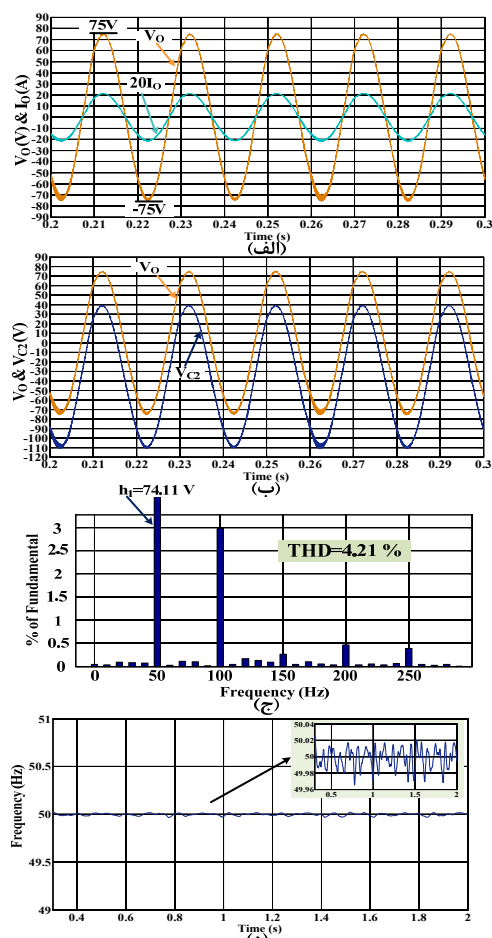 90
80
70
60
50
40
30
20
10
0
-10
-20
-30
-40
-50
-60
-70
-80
-90
V_O(V) & I_O(A)
75V
V_O
20I_O
-75V
0.2 0.21 0.22 0.23 0.24 0.25 0.26 0.27 0.28 0.29 0.3
Time (s)
(الف)
90
80
70
60
50
40
30
20
10
0
-10
-20
-30
-40
-50
-60
-70
-80
-90
-100
-110
-120
V_O & V_C2(V)
V_O
V_C2
0.2 0.21 0.22 0.23 0.24 0.25 0.26 0.27 0.28 0.29 0.3
Time (s)
(ب)
h1=74.11 V
3
2.5
2
1.5
1
0.5
0
% of Fundamental
THD=4.21 %
0 50 100 150 200 250
Frequency (Hz)
(ج)
51
50.5
50
49.5
49
Frequency (Hz)
50.04
50.02
50
49.98
49.96
0.5 1 1.5 2
0.4 0.6 0.8 1 1.2 1.4 1.6 1.8 2
Time (s)